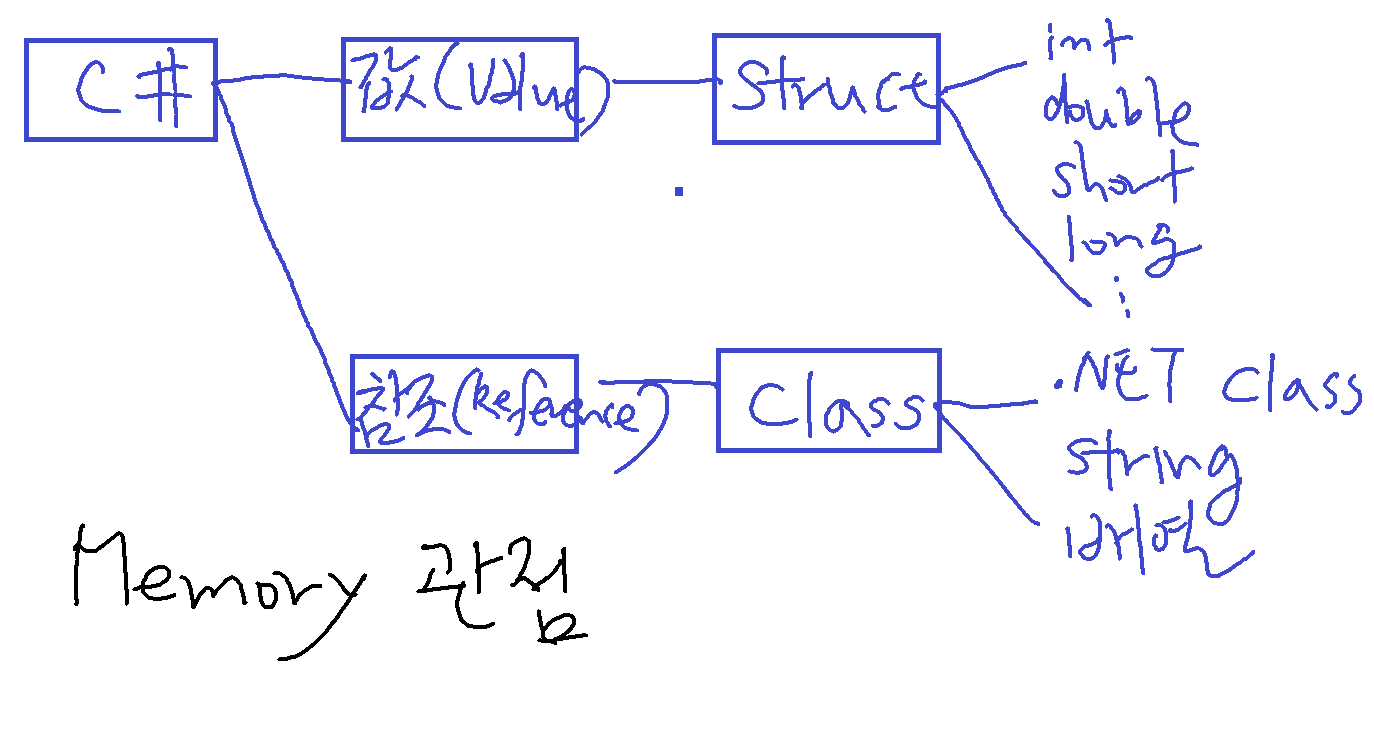 C#
값(Value)
Struct
int
double
short
long
⋮
참조(Reference)
Class
.NET Class
string
배열
Memory 관점